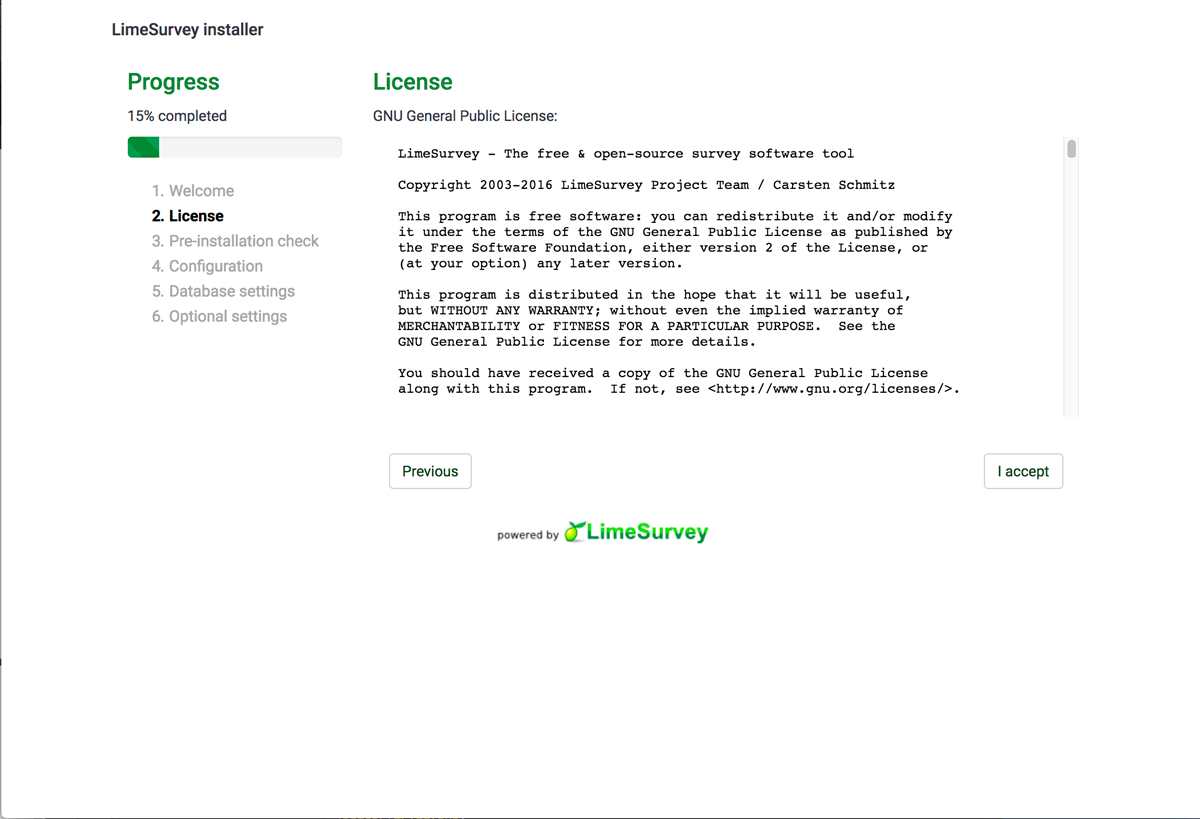 LimeSurvey installer
Progress
15% completed
1. Welcome
2. License
3. Pre-installation check
4. Configuration
5. Database settings
6. Optional settings
License
GNU General Public License:
LimeSurvey - The free & open-source survey software tool
Copyright 2003-2016 LimeSurvey Project Team / Carsten Schmitz
This program is free software: you can redistribute it and/or modify
it under the terms of the GNU General Public License as published by
the Free Software Foundation, either version 2 of the License, or
(at your option) any later version.
This program is distributed in the hope that it will be useful,
but WITHOUT ANY WARRANTY; without even the implied warranty of
MERCHANTABILITY or FITNESS FOR A PARTICULAR PURPOSE.  See the
GNU General Public License for more details.
You should have received a copy of the GNU General Public License
along with this program.  If not, see <http://www.gnu.org/licenses/>.
Previous
I accept
powered by LimeSurvey